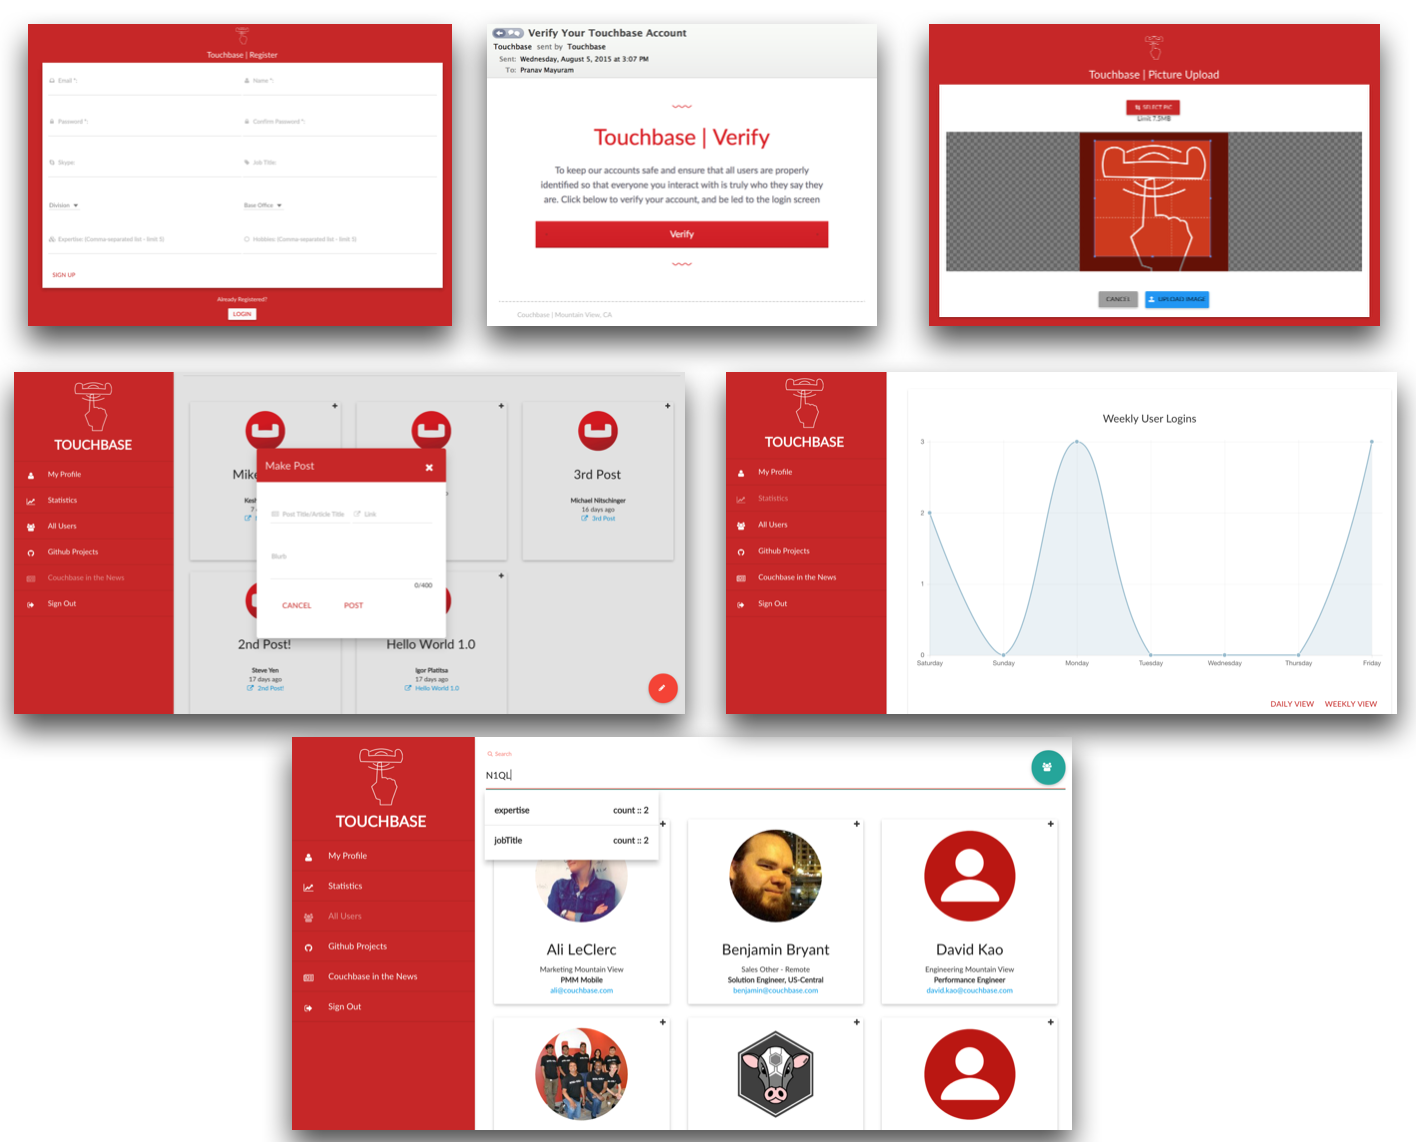 Touchbase | Register
Email *:
Name *:
Password *:
Confirm Password *:
Skype:
Job Title:
Division
Base Office
Expertise (Comma-separated list - limit 5)
Hobbies (Comma-separated list - limit 5)
SIGN UP
Already Registered?
LOGIN
Verify Your Touchbase Account
Touchbase sent by Touchbase
Sent: Wednesday, August 5, 2015 at 3:07 PM
To: Pranav Mayuram
Touchbase | Verify
To keep our accounts safe and ensure that all users are properly
identified so that everyone you interact with is truly who they say they
are. Click below to verify your account, and be led to the login screen
Verify
Couchbase | Mountain View, CA
Touchbase | Picture Upload
SELECT PIC
Limit 7.5MB
CANCEL
UPLOAD IMAGE
TOUCHBASE
My Profile
Statistics
All Users
Github Projects
Couchbase in the News
Sign Out
Mike
Kesh
7
Make Post
Post Title/Article Title
Link
Blurb
0/400
CANCEL
POST
3rd Post
Michael Nitschinger
16 days ago
3rd Post
2nd Post!
Steve Yen
17 days ago
2nd Post!
Hello World 1.0
Igor Platitsa
17 days ago
Hello World 1.0
TOUCHBASE
My Profile
Statistics
All Users
Github Projects
Couchbase in the News
Sign Out
Weekly User Logins
3
2
1
0
Saturday Sunday Monday Tuesday Wednesday Thursday Friday
DAILY VIEW WEEKLY VIEW
TOUCHBASE
My Profile
Statistics
All Users
Github Projects
Couchbase in the News
Sign Out
Search
N1QL
expertise count :: 2
jobTitle count :: 2
Ali LeClerc
Marketing Mountain View
PMM Mobile
ali@couchbase.com
Benjamin Bryant
Sales Other - Remote
Solution Engineer, US-Central
benjamin@couchbase.com
David Kao
Engineering Mountain View
Performance Engineer
david.kao@couchbase.com